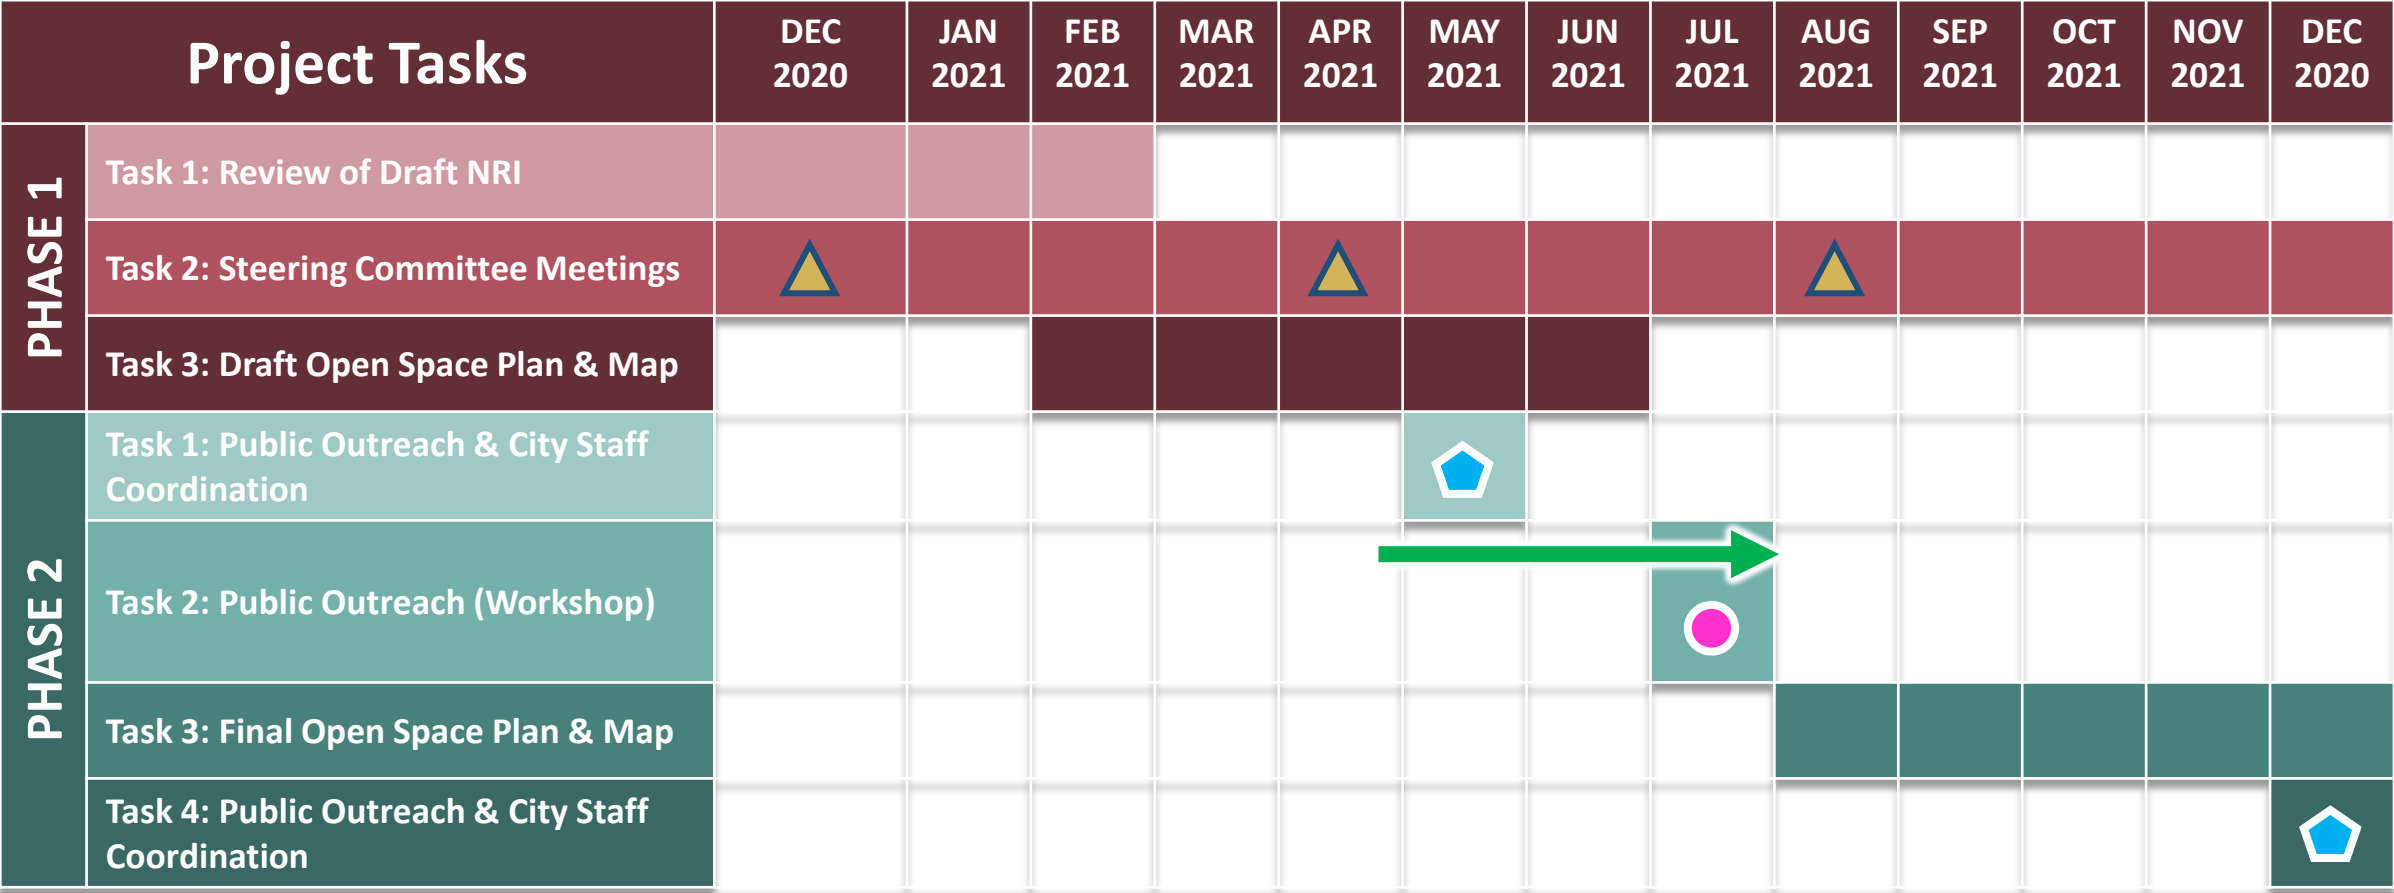 Project Tasks
DEC
2020
JAN
2021
FEB
2021
MAR
2021
APR
2021
MAY
2021
JUN
2021
JUL
2021
AUG
2021
SEP
2021
OCT
2021
NOV
2021
DEC
2020
PHASE 1
Task 1: Review of Draft NRI
Task 2: Steering Committee Meetings
Task 3: Draft Open Space Plan & Map
PHASE 2
Task 1: Public Outreach & City Staff
Coordination
Task 2: Public Outreach (Workshop)
Task 3: Final Open Space Plan & Map
Task 4: Public Outreach & City Staff
Coordination